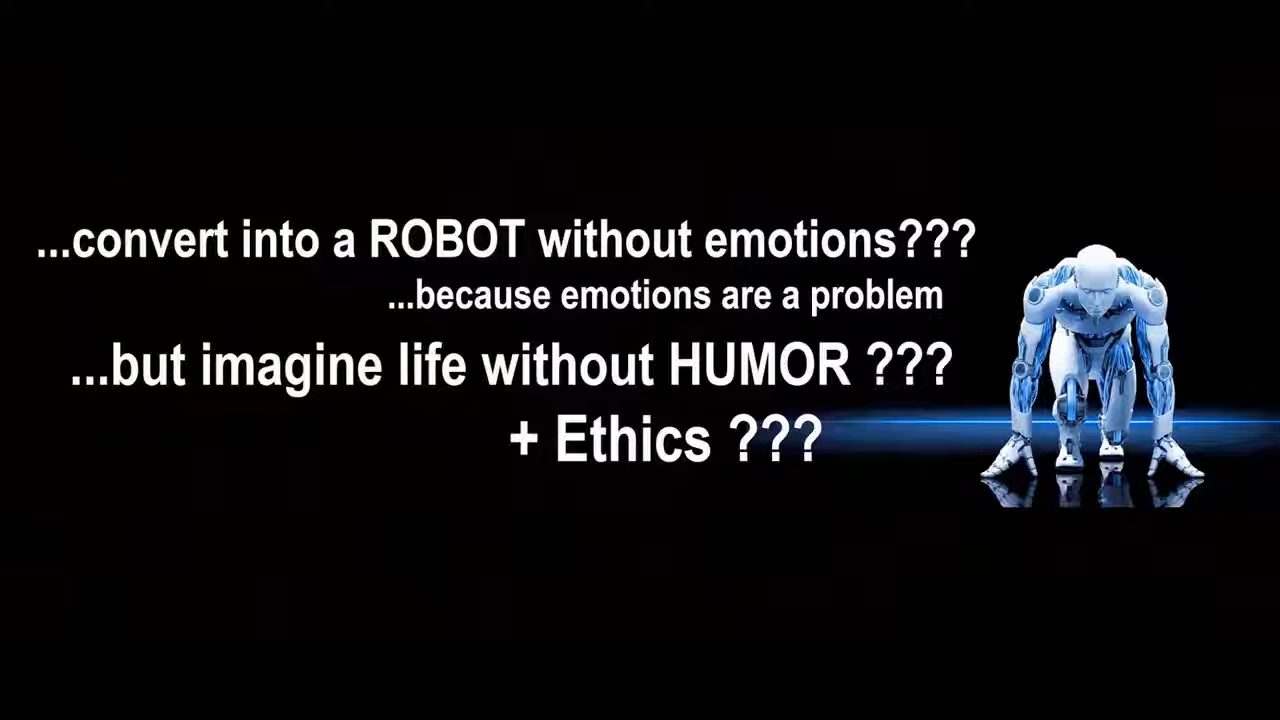 ...convert into a ROBOT without emotions???
...because emotions are a problem
...but imagine life without HUMOR ???
+ Ethics ???